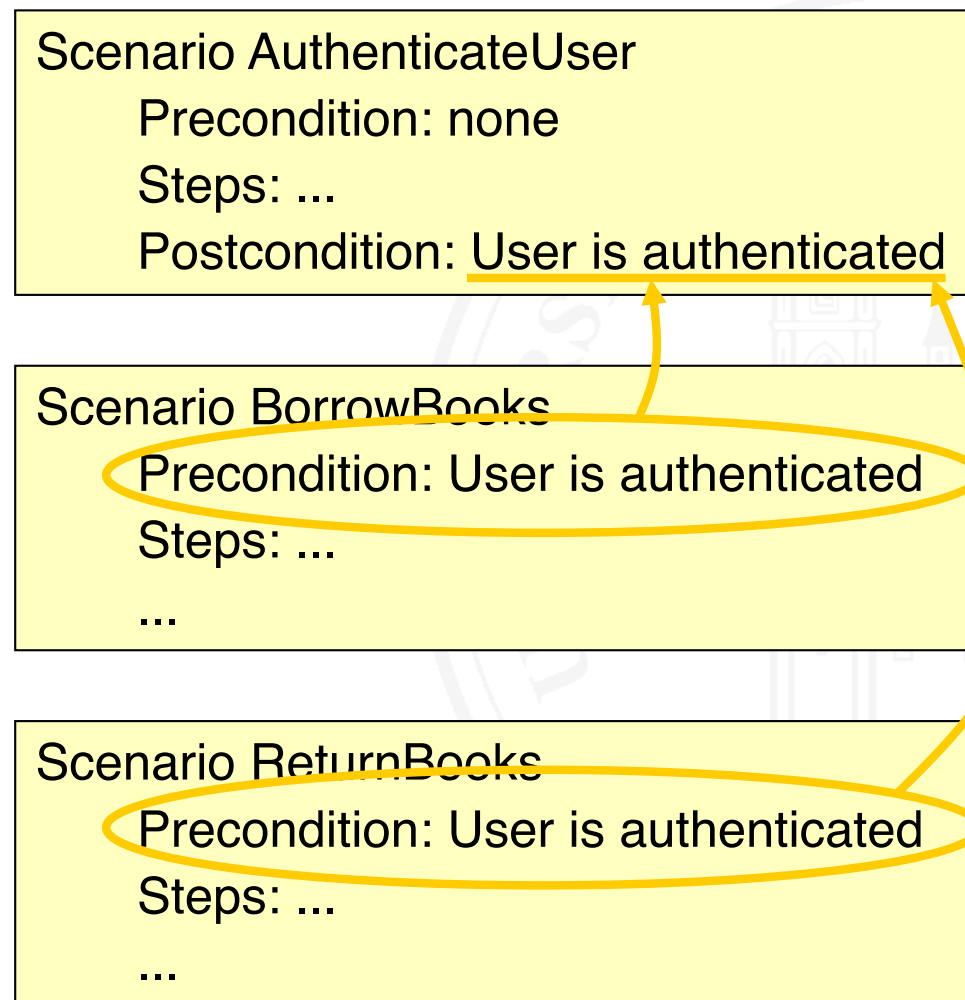 Scenario AuthenticateUser
Precondition: none
Steps: ...
Postcondition: User is authenticated
Scenario BorrowBooks
Precondition: User is authenticated
Steps: ...
...
Scenario ReturnBooks
Precondition: User is authenticated
Steps: ...
...